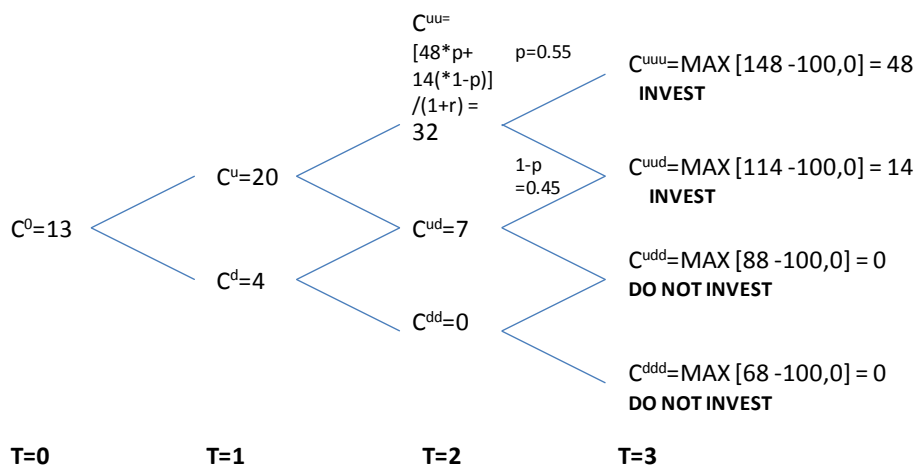 C^uu=
[48*p+
14(*1-p)]
/(1+r) =
32
p=0.55
C^uuu=MAX [148 -100,0] = 48
INVEST
1-p
=0.45
C^uud=MAX [114 -100,0] = 14
INVEST
C^u=20
C^0=13
C^ud=7
C^d=4
C^udd=MAX [88 -100,0] = 0
DO NOT INVEST
C^dd=0
C^ddd=MAX [68 -100,0] = 0
DO NOT INVEST
T=0 T=1 T=2 T=3